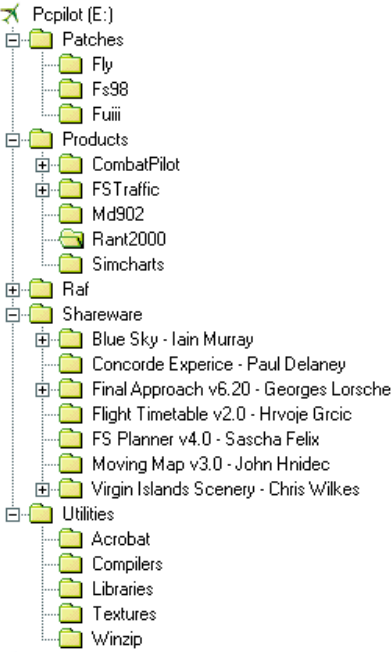 Pcpilot (E:)
Patches
Fly
Fs98
Fuiii
Products
CombatPilot
FSTraffic
Md902
Rant2000
Simcharts
Raf
Shareware
Blue Sky - Iain Murray
Concorde Experice - Paul Delaney
Final Approach v6.20 - Georges Lorsche
Flight Timetable v2.0 - Hrvoje Grcic
FS Planner v4.0 - Sascha Felix
Moving Map v3.0 - John Hnidec
Virgin Islands Scenery - Chris Wilkes
Utilities
Acrobat
Compilers
Libraries
Textures
Winzip